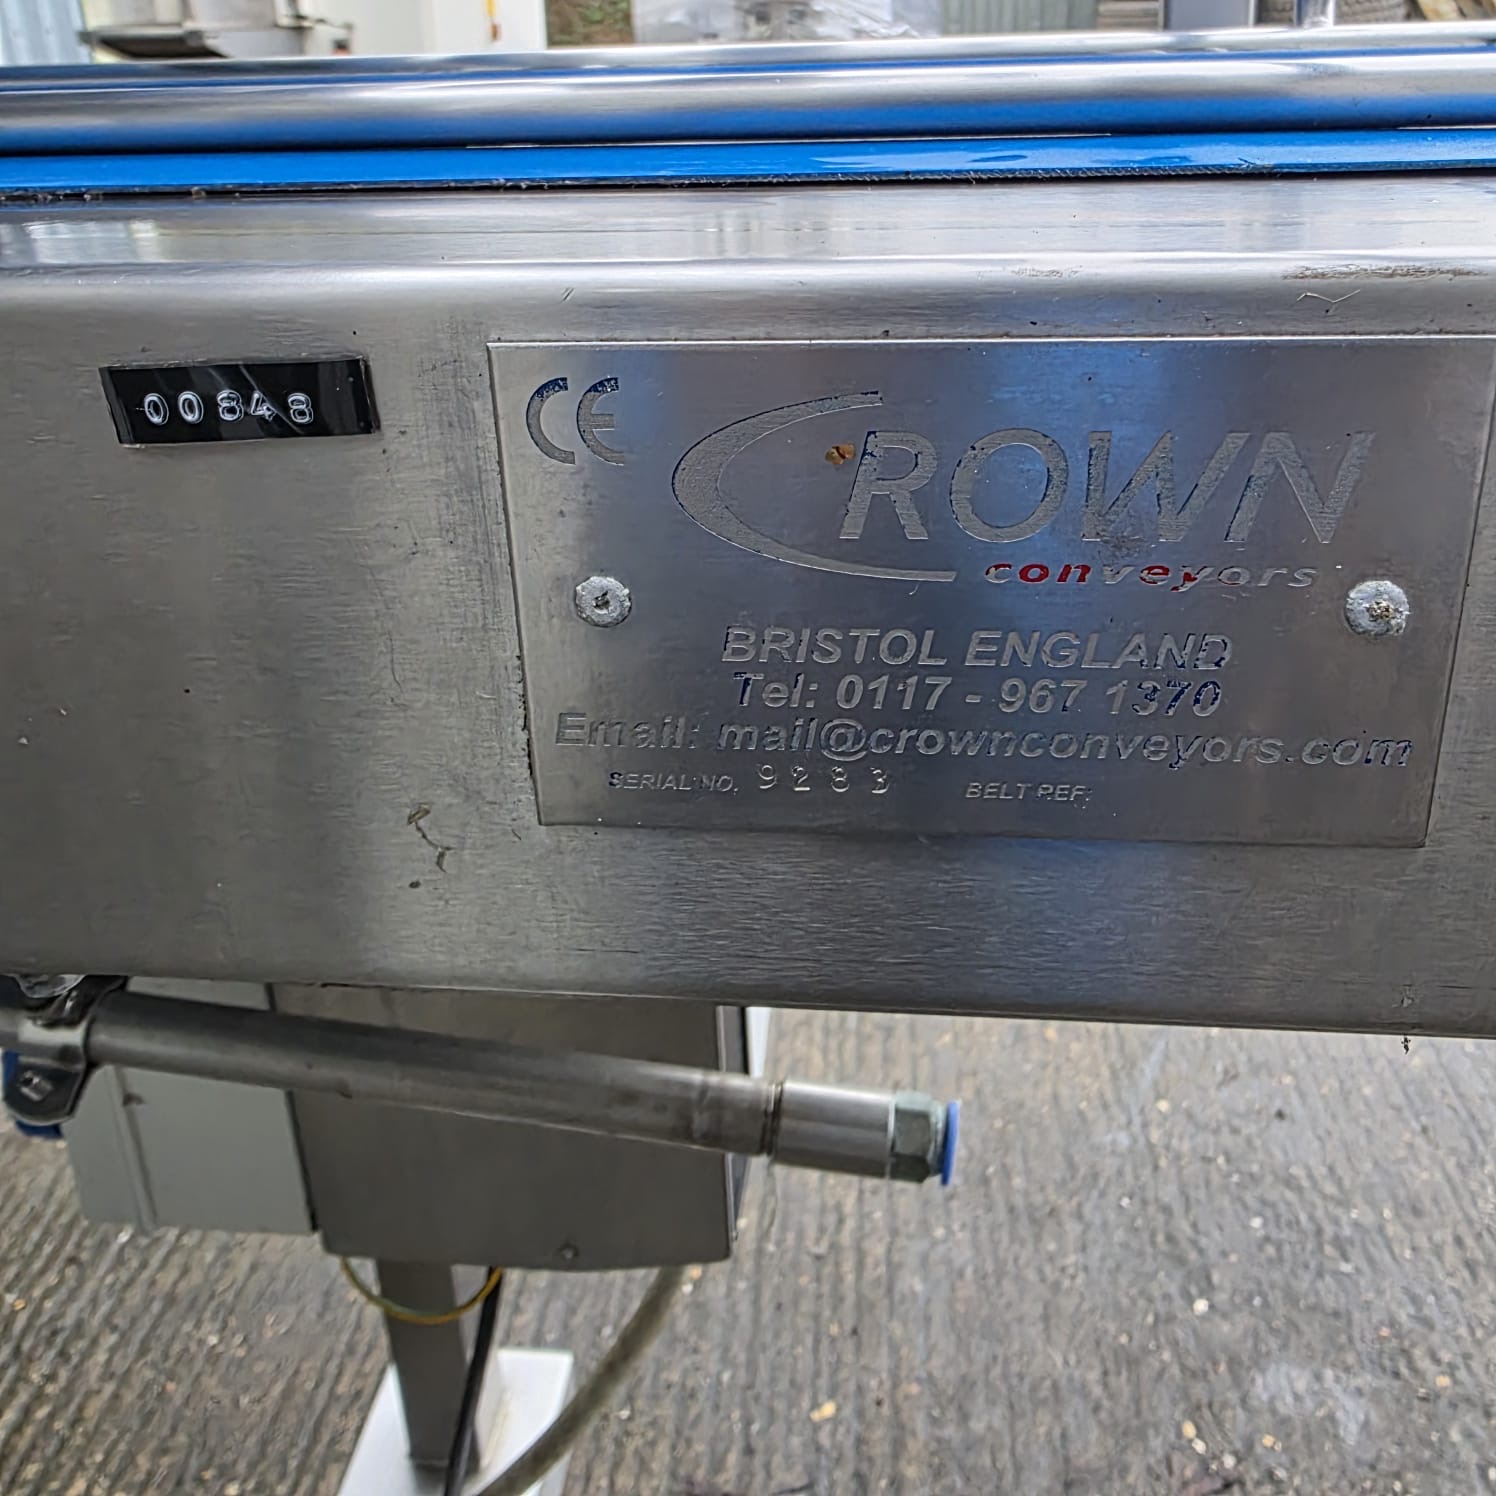 00848
CE
CROWN
conveyors
BRISTOL ENGLAND
Tel: 0117 - 967 1370
Email: mail@crownconveyors.com
SERIAL NO. 9283 BELT REF: